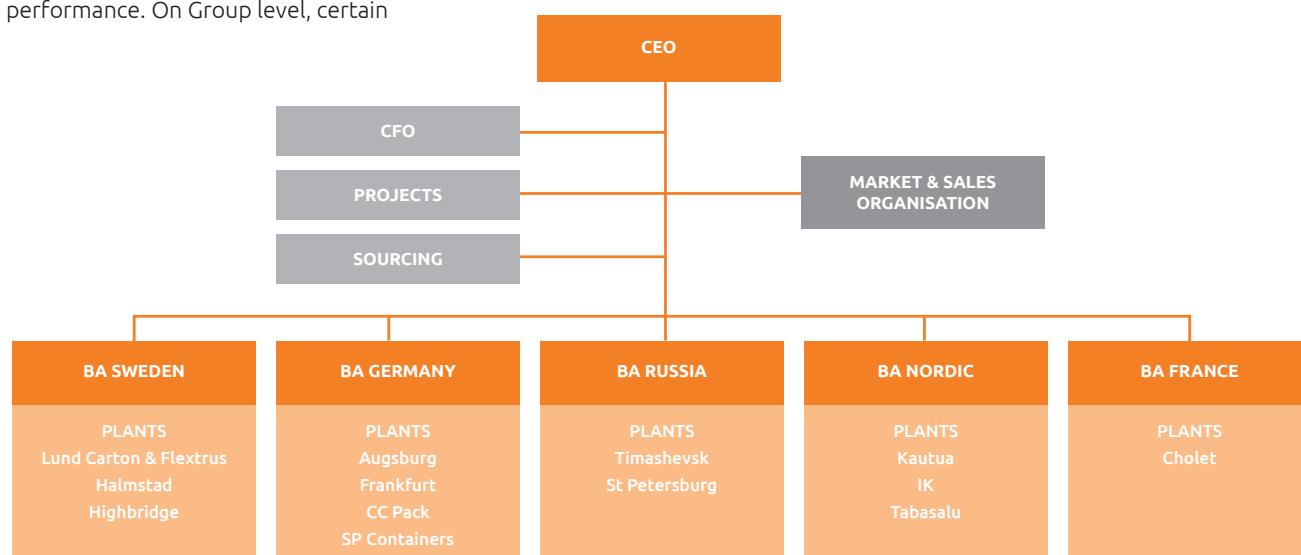 performance. On Group level, certain
CEO
CFO
PROJECTS
SOURCING
MARKET & SALES
ORGANISATION
BA SWEDEN
PLANTS
Lund Carton & Flextrus
Halmstad
Highbridge
BA GERMANY
PLANTS
Augsburg
Frankfurt
CC Pack
SP Containers
BA RUSSIA
PLANTS
Timashevsk
St Petersburg
BA NORDIC
PLANTS
Kautua
IK
Tabasalu
BA FRANCE
PLANTS
Cholet